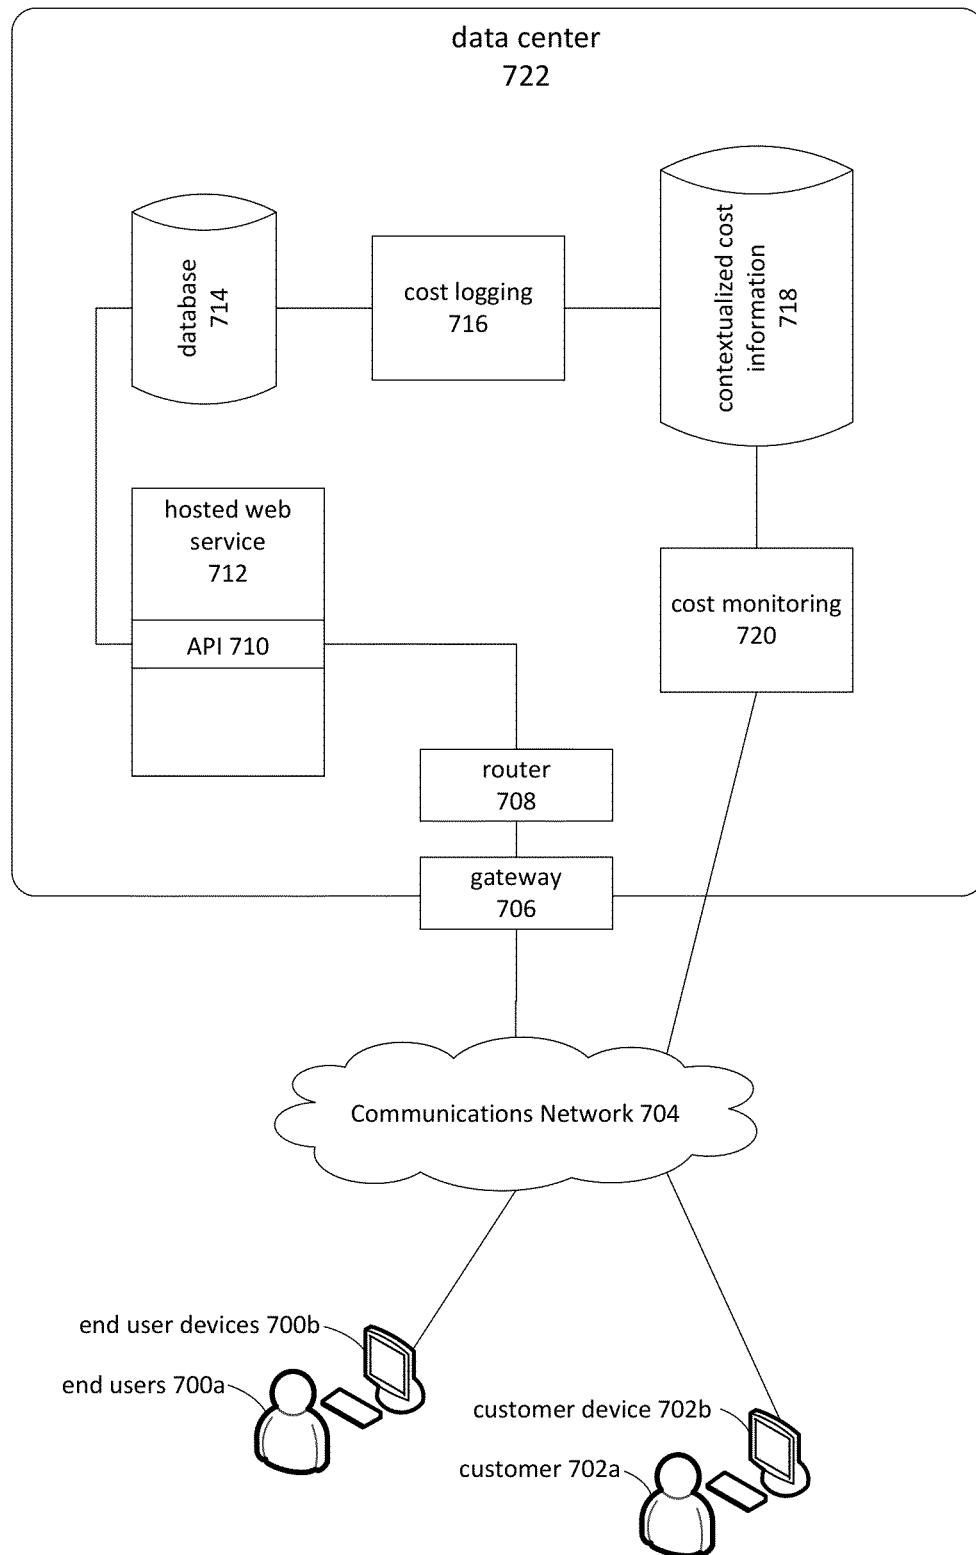 data center
722
database
714
cost logging
716
contextualized cost
information
718
hosted web
service
712
API 710
cost monitoring
720
router
708
gateway
706
Communications Network 704
end user devices 700b
end users 700a
customer device 702b
customer 702a